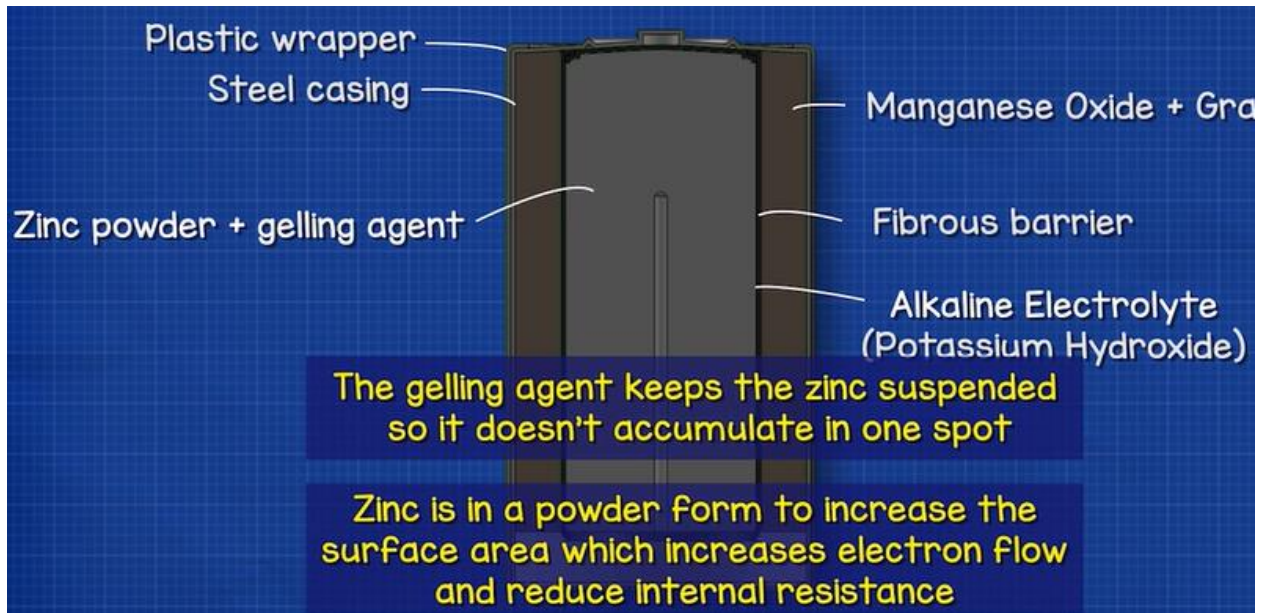 Plastic wrapper
Steel casing
Zinc powder + gelling agent
Manganese Oxide + Gra
Fibrous barrier
Alkaline Electrolyte
(Potassium Hydroxide)
The gelling agent keeps the zinc suspended
so it doesn't accumulate in one spot
Zinc is in a powder form to increase the
surface area which increases electron flow
and reduce internal resistance